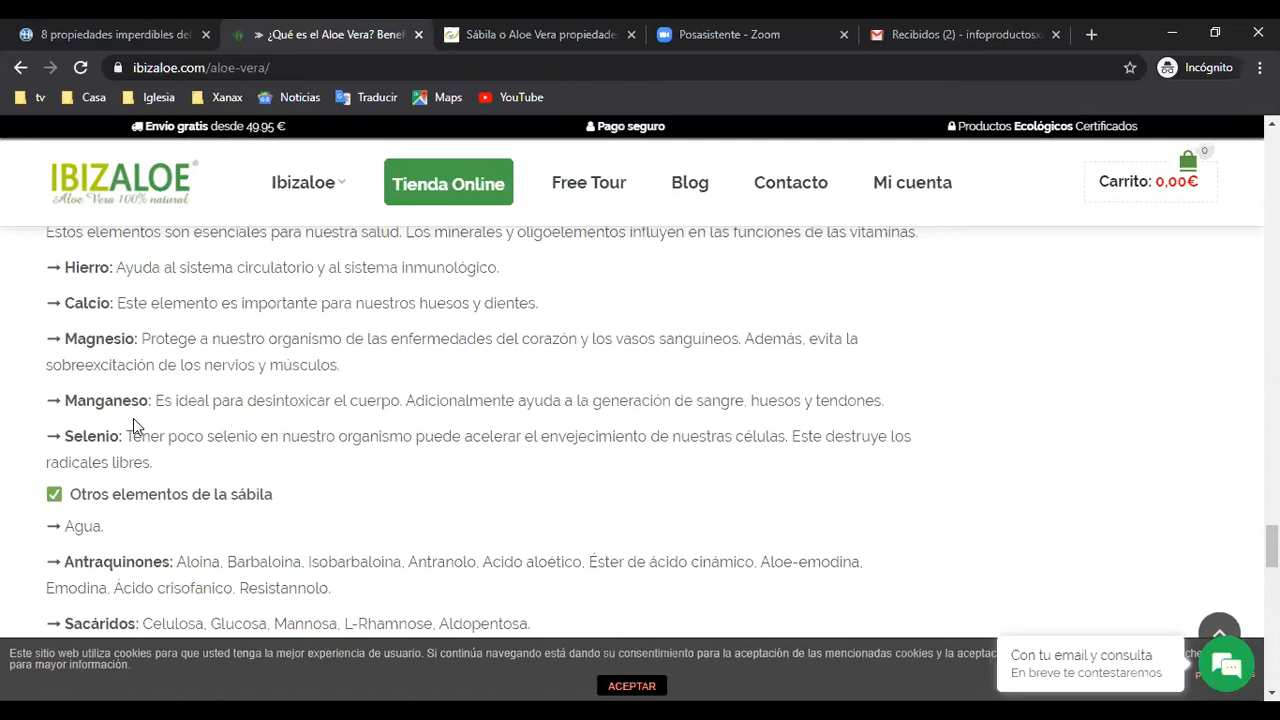 8 propiedades imperdibles del
» ¿Qué es el Aloe Vera? Benef
Sábila o Aloe Vera propiedade
Posasistente - Zoom
Recibidos (2) - infoproductos
ibizaloe.com/aloe-vera/
Incógnito
tv Casa Iglesia Xanax Noticias Traducir Maps YouTube
Envío gratis desde 49.95 €
Pago seguro
Productos Ecológicos Certificados
IBIZALOE
Aloe Vera 100% natural
Ibizaloe
Tienda Online
Free Tour
Blog
Contacto
Mi cuenta
0
Carrito: 0,00€
Estos elementos son esenciales para nuestra salud. Los minerales y oligoelementos influyen en las funciones de las vitaminas.
→ Hierro: Ayuda al sistema circulatorio y al sistema inmunológico.
→ Calcio: Este elemento es importante para nuestros huesos y dientes.
→ Magnesio: Protege a nuestro organismo de las enfermedades del corazón y los vasos sanguíneos. Además, evita la
sobreexcitación de los nervios y músculos.
→ Manganeso: Es ideal para desintoxicar el cuerpo. Adicionalmente ayuda a la generación de sangre, huesos y tendones.
→ Selenio: Tener poco selenio en nuestro organismo puede acelerar el envejecimiento de nuestras células. Este destruye los
radicales libres.
✅ Otros elementos de la sábila
→ Agua.
→ Antraquinones: Aloina, Barbaloina, Isobarbaloina, Antranolo, Acido aloético, Éster de ácido cinámico, Aloe-emodina,
Emodina, Ácido crisofanico, Resistannolo.
→ Sacáridos: Celulosa, Glucosa, Mannosa, L-Rhamnose, Aldopentosa.
Este sitio web utiliza cookies para que usted tenga la mejor experiencia de usuario. Si continúa navegando está dando su consentimiento para la aceptación de las mencionadas cookies y la
para mayor información.
ACEPTAR
Con tu email y consulta
En breve te contestaremos